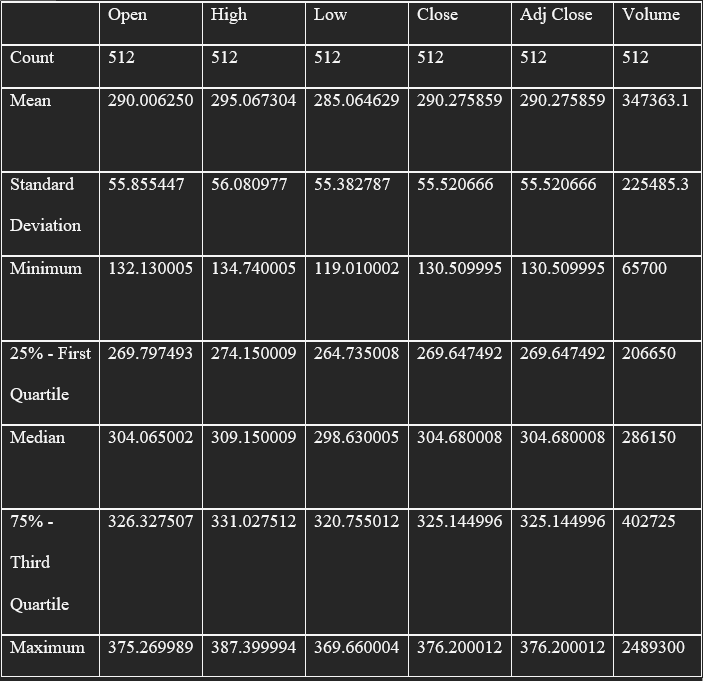 Open High Low Close Adj Close Volume
Count 512 512 512 512 512 512
Mean 290.006250 295.067304 285.064629 290.275859 290.275859 347363.1
Standard 55.855447 56.080977 55.382787 55.520666 55.520666 225485.3
Deviation
Minimum 132.130005 134.740005 119.010002 130.509995 130.509995 65700
25% - First 269.797493 274.150009 264.735008 269.647492 269.647492 206650
Quartile
Median 304.065002 309.150009 298.630005 304.680008 304.680008 286150
75% - 326.327507 331.027512 320.755012 325.144996 325.144996 402725
Third
Quartile
Maximum 375.269989 387.399994 369.660004 376.200012 376.200012 2489300